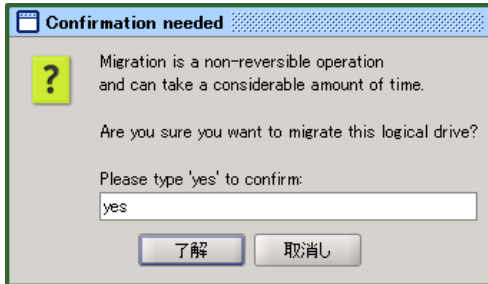 Confirmation needed
Migration is a non-reversible operation
and can take a considerable amount of time.
Are you sure you want to migrate this logical drive?
Please type 'yes' to confirm:
yes
了解 取消し